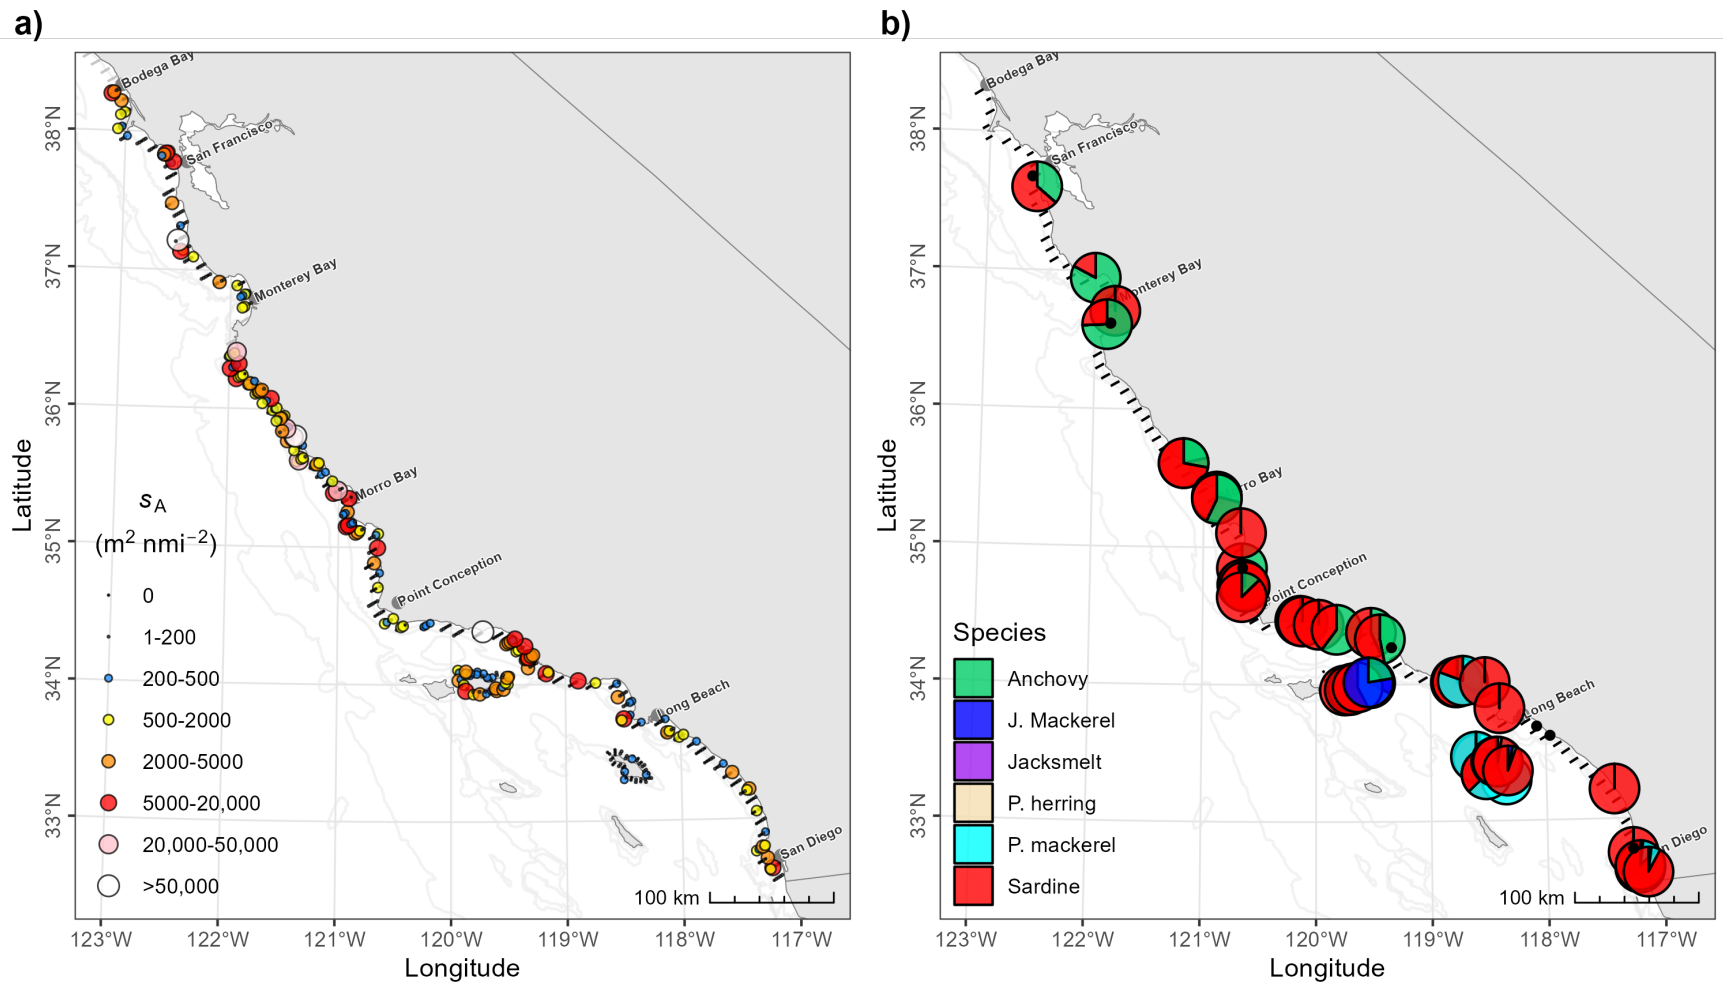 a)
Bodega Bay
San Francisco
Monterey Bay
Morro Bay
Point Conception
Long Beach
San Diego
38°N
37°N
36°N
35°N
34°N
33°N
Latitude
sA
(m² nmi⁻²)
0
1-200
200-500
500-2000
2000-5000
5000-20,000
20,000-50,000
>50,000
100 km
123°W
122°W
121°W
120°W
119°W
118°W
117°W
Longitude
b)
Bodega Bay
San Francisco
Monterey Bay
rro Bay
Point Conception
Long Beach
n Diego
38°N
37°N
36°N
35°N
34°N
33°N
Latitude
Species
Anchovy
J. Mackerel
Jacksmelt
P. herring
P. mackerel
Sardine
100 km
123°W
122°W
121°W
120°W
119°W
118°W
117°W
Longitude